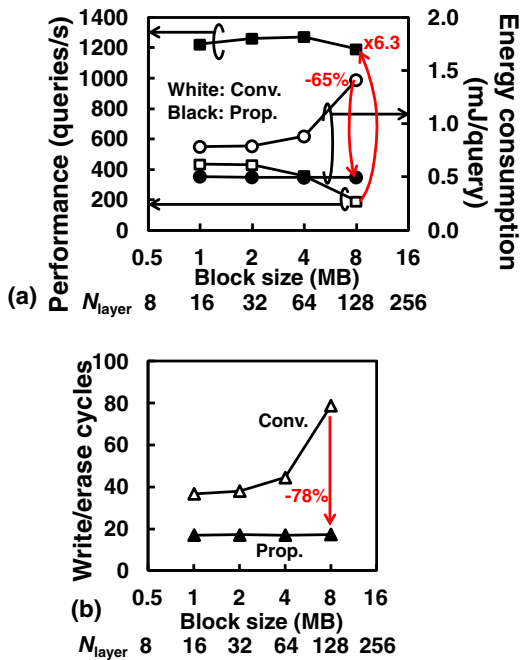 1400
1200
1000
800
600
400
200
0
Performance (queries/s)
2.0
1.5
1.0
0.5
0.0
Energy consumption
(mJ/query)
x6.3
-65%
White: Conv.
Black: Prop.
0.5 1 2 4 8 16
Block size (MB)
(a)
Nlayer 8 16 32 64 128 256
100
80
60
40
20
0
Write/erase cycles
Conv.
-78%
Prop.
0.5 1 2 4 8 16
(b)
Block size (MB)
Nlayer 8 16 32 64 128 256